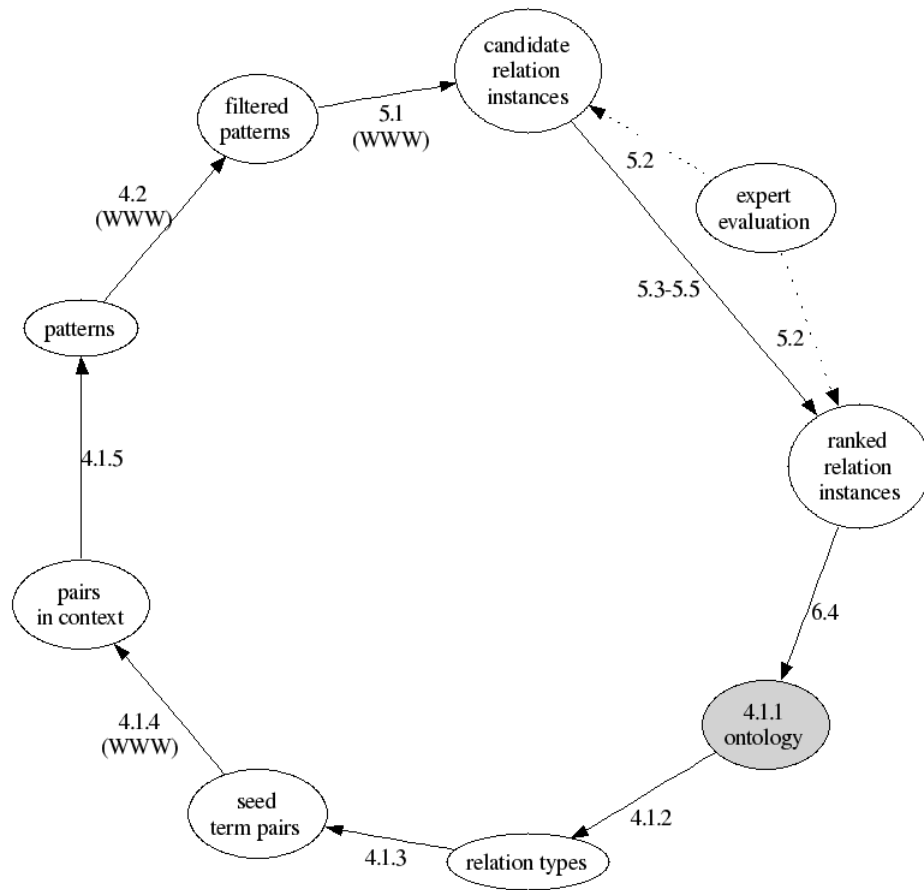 candidate
relation
instances
filtered
patterns
5.1
(WWW)
5.2
expert
evaluation
4.2
(WWW)
5.3-5.5
patterns
5.2
ranked
relation
instances
4.1.5
pairs
in context
6.4
4.1.4
(WWW)
4.1.1
ontology
seed
term pairs
4.1.2
4.1.3
relation types